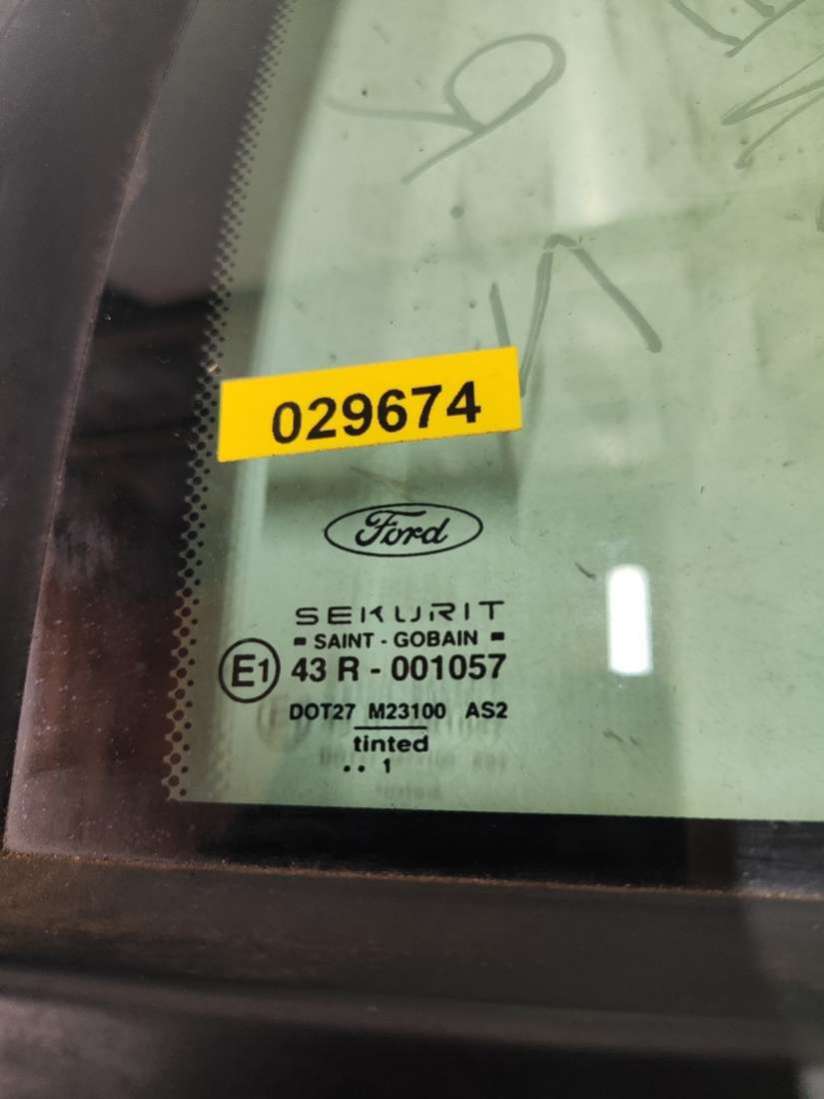 029674
Ford
SEKURIT
SAINT - GOBAIN
E1 43 R - 001057
DOT27 M23100 AS2
tinted
.. 1